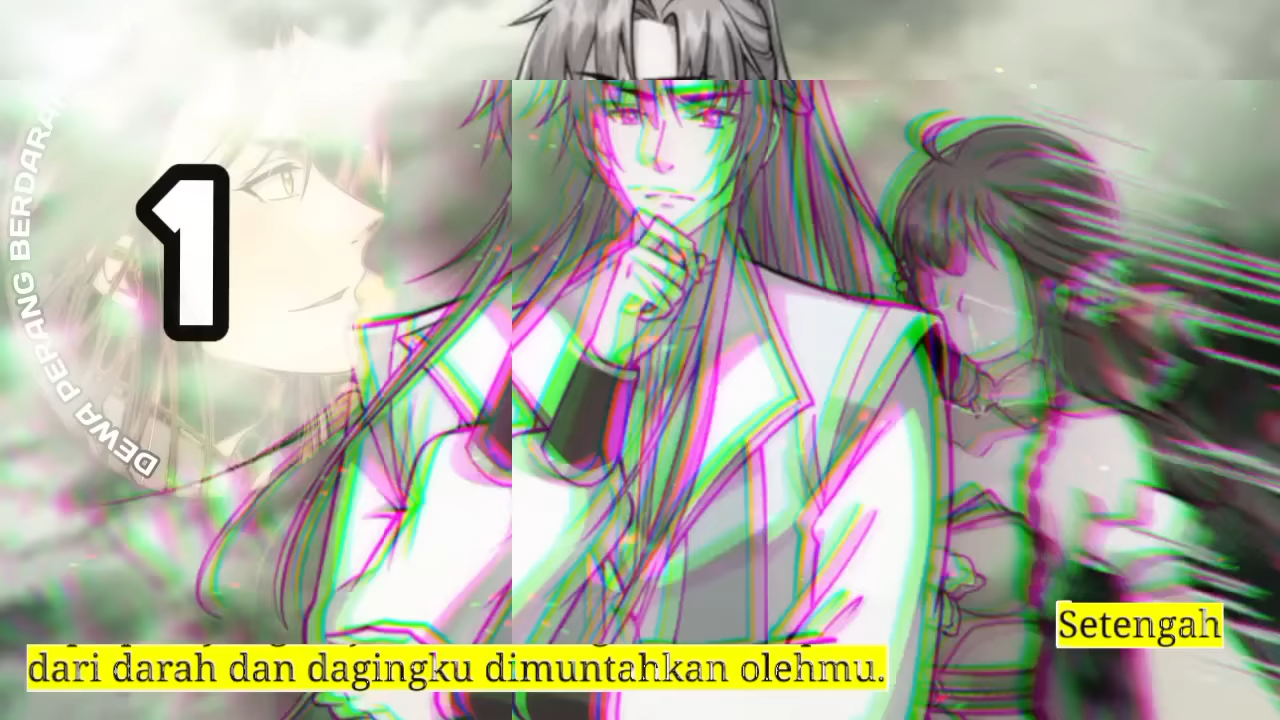 DEWA PERANG BERDARAH
1
Setengah
dari darah dan dagingku dimuntahkan olehmu.